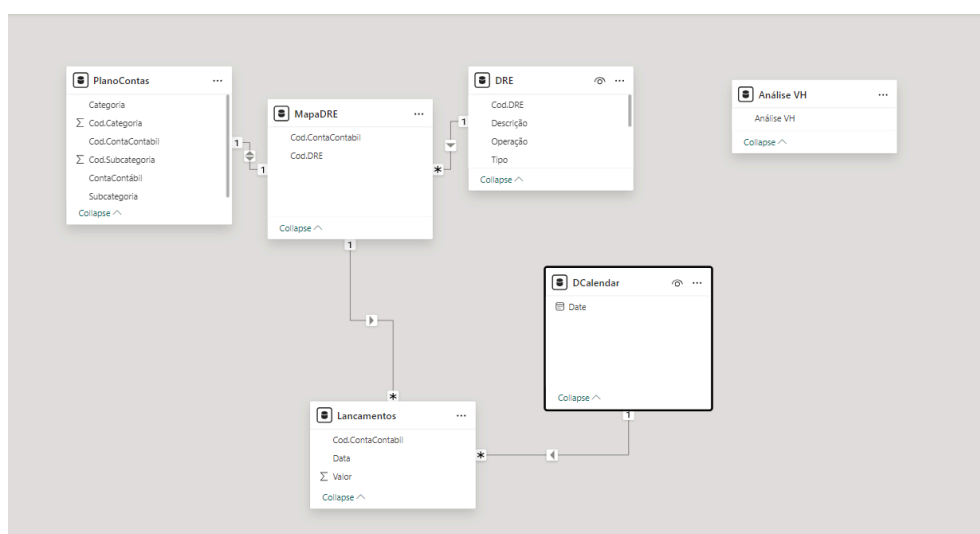 PlanoContas
Categoria
∑ Cod.Categoria
Cod.ContaContabil
∑ Cod.Subcategoria
ContaContábil
Subcategoria
Collapse
1
1
MapaDRE
Cod.ContaContabil
Cod.DRE
Collapse
1
*
1
DRE
Cod.DRE
Descrição
Operação
Tipo
Collapse
Análise VH
Análise VH
Collapse
DCalendar
Date
Collapse
1
*
*
Lancamentos
Cod.ContaContabil
Data
∑ Valor
Collapse